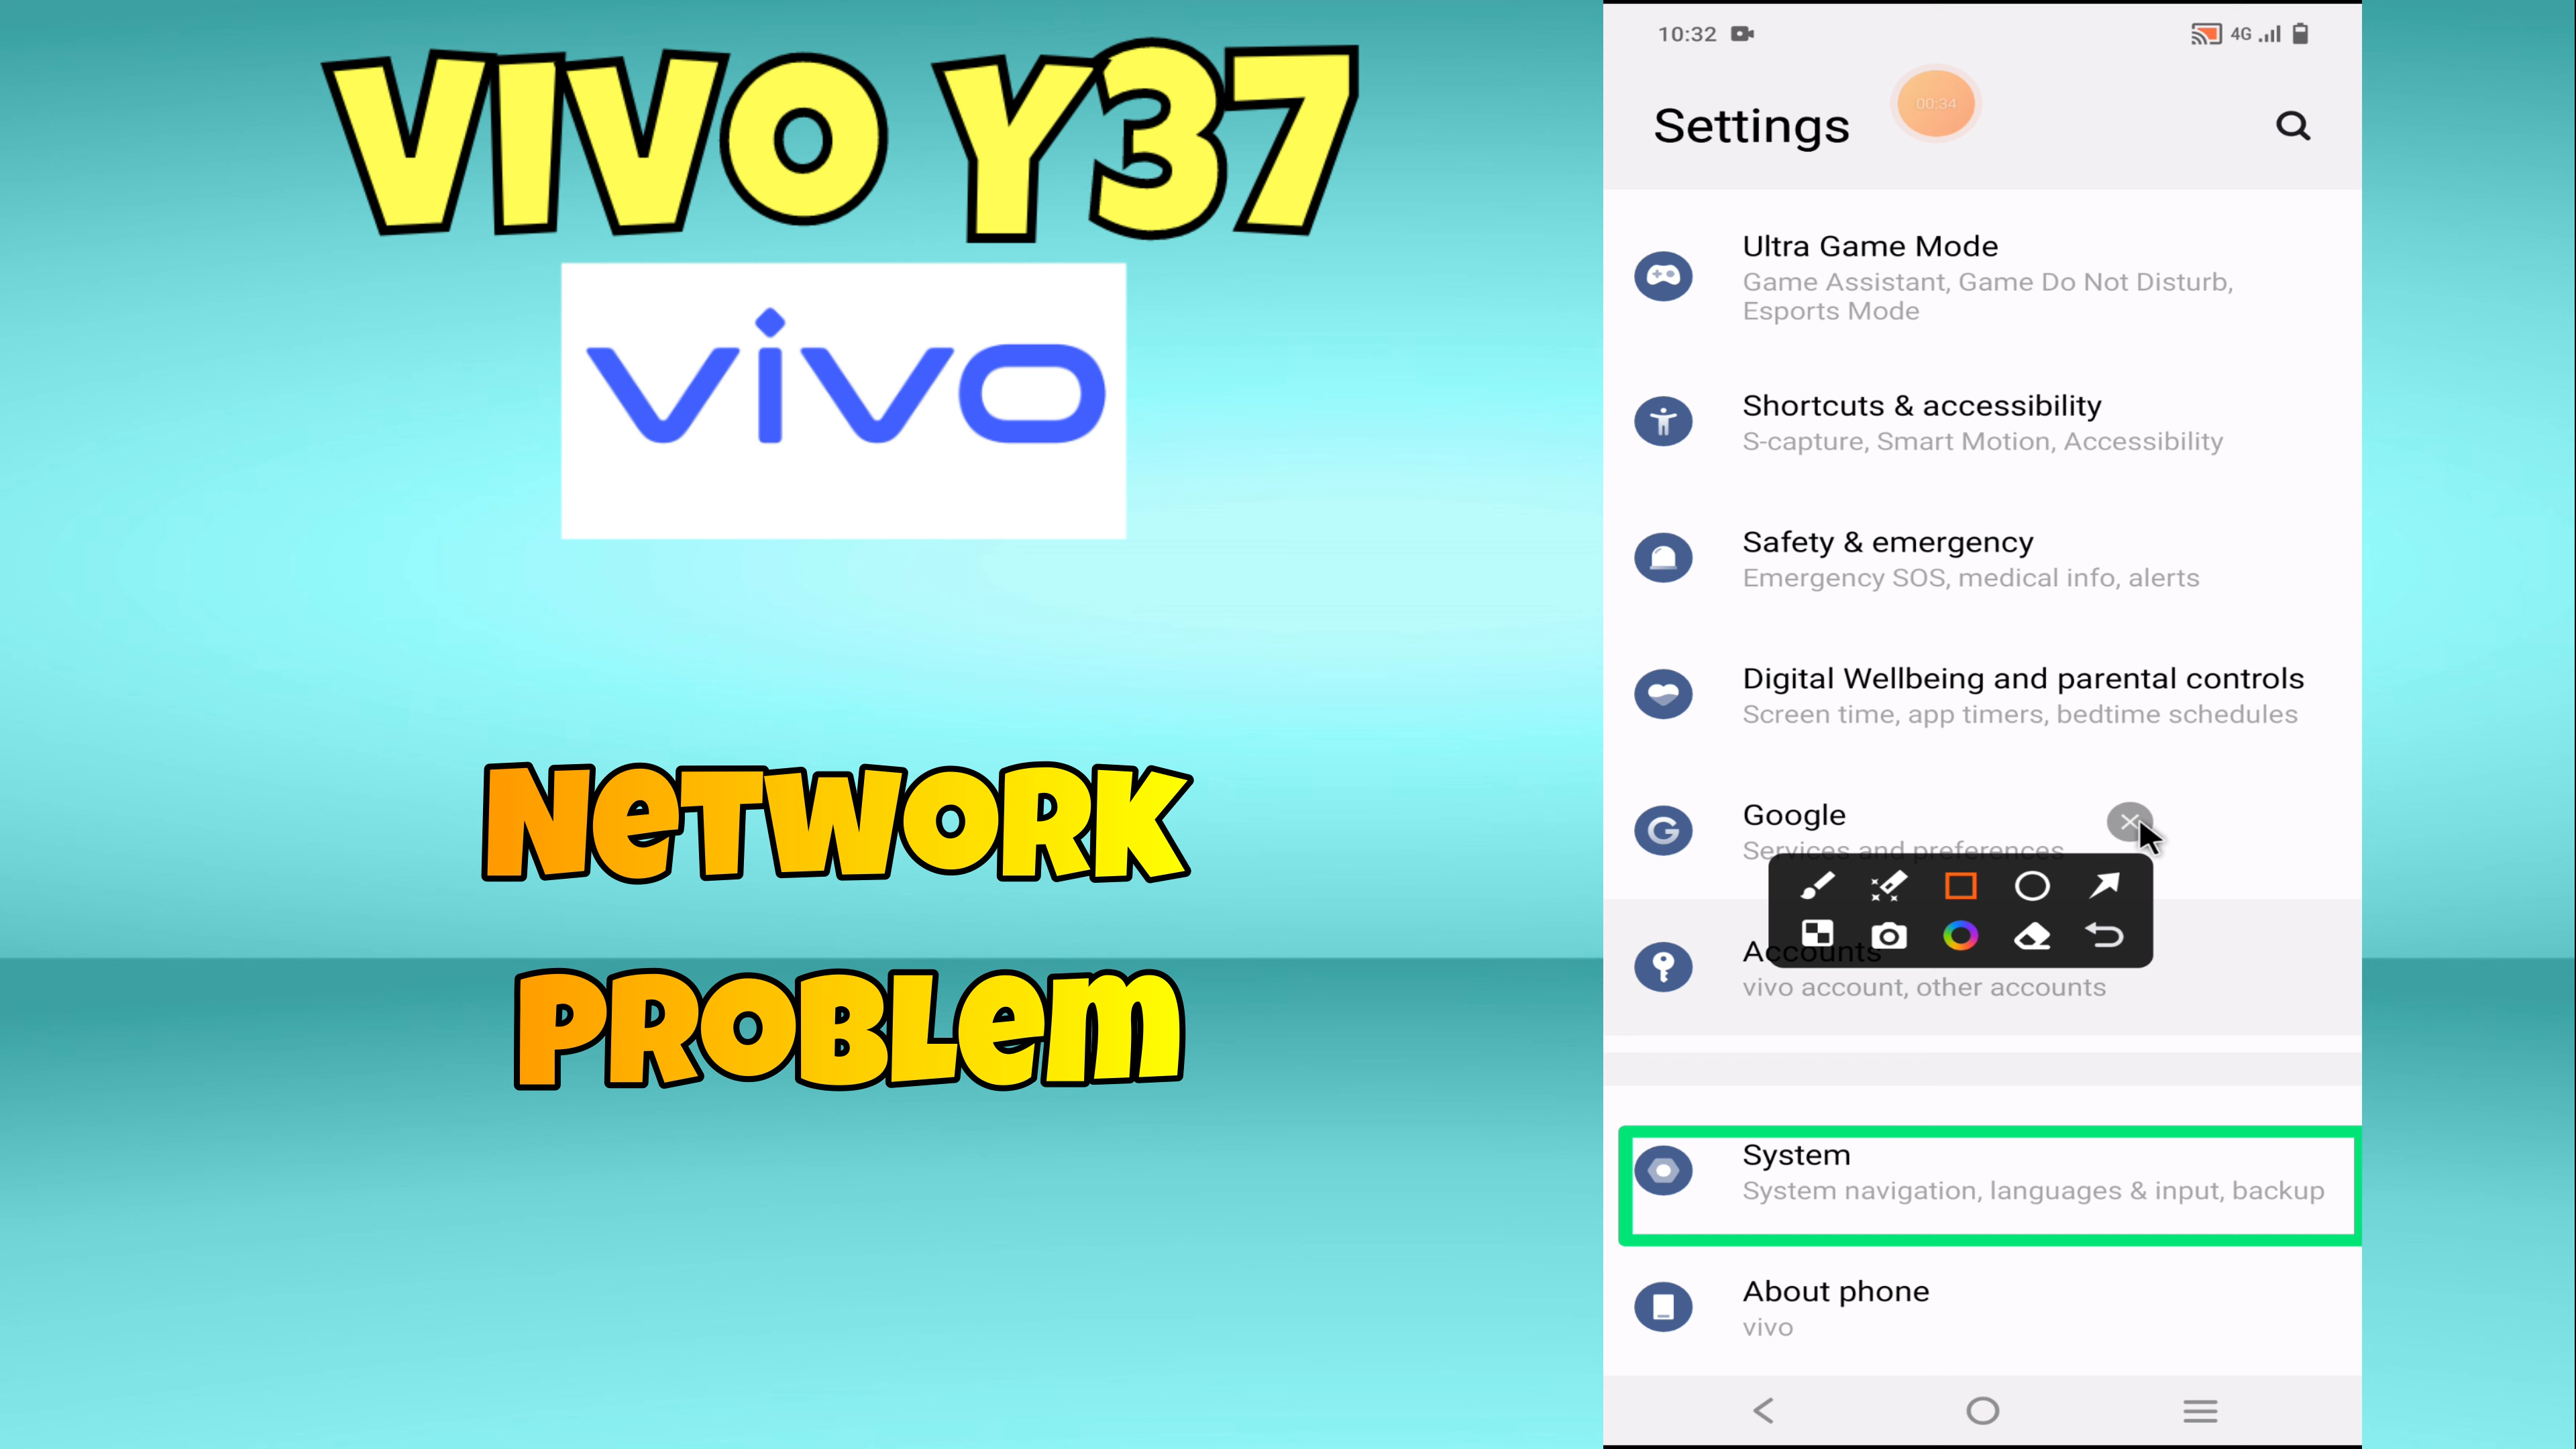 VIVO Y37
vivo
NeTWORK
PROBLem
10:32
4G
00:34
Settings
Ultra Game Mode
Game Assistant, Game Do Not Disturb,
Esports Mode
Shortcuts & accessibility
S-capture, Smart Motion, Accessibility
Safety & emergency
Emergency SOS, medical info, alerts
Digital Wellbeing and parental controls
Screen time, app timers, bedtime schedules
Google
Services and preferences
Accounts
vivo account, other accounts
System
System navigation, languages & input, backup
About phone
vivo